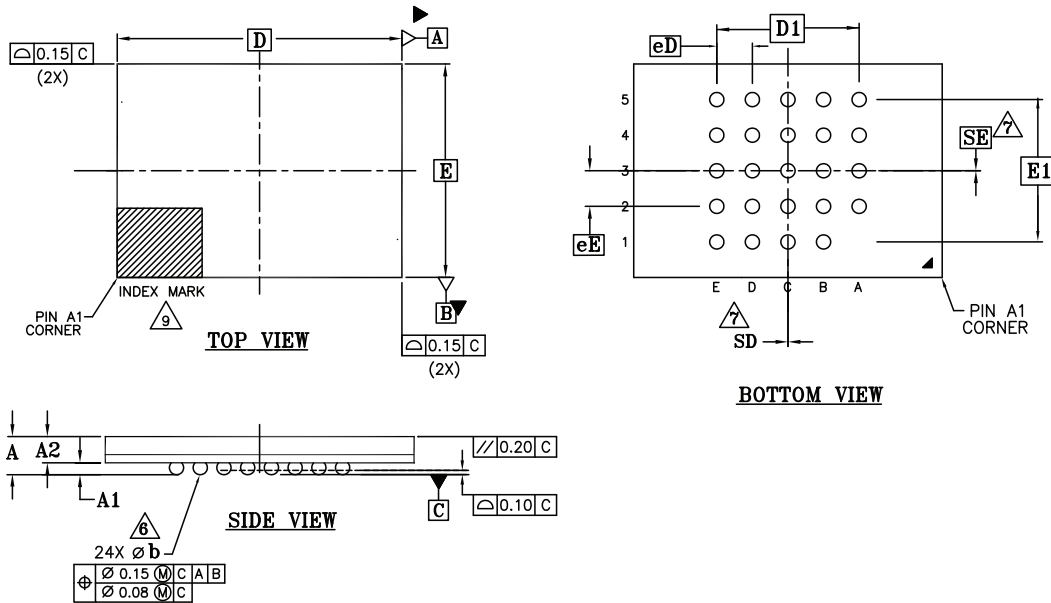 D
A
0.15 C
(2X)
E
INDEX MARK
9
PIN A1
CORNER
B
TOP VIEW
0.15 C
(2X)
D1
eD
5
4
3
2
1
7
SE
E1
eE
E D C B A
7
SD
PIN A1
CORNER
BOTTOM VIEW
A
A2
A1
// 0.20 C
C
0.10 C
SIDE VIEW
6
24X Ø b
⌖ Ø 0.15 Ⓜ C A B
Ø 0.08 Ⓜ C